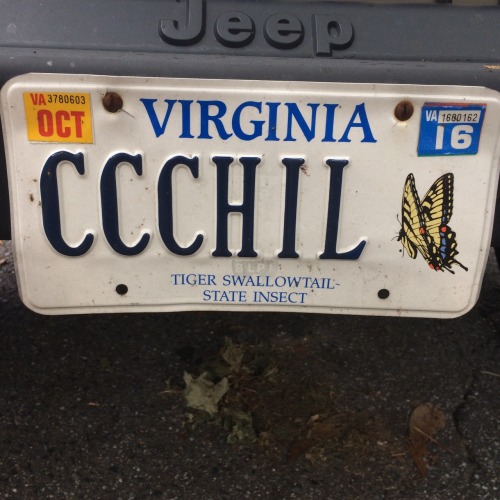 Jeep
VA 3780603
OCT
VIRGINIA
VA 1680162
16
CCCHIL
TIGER SWALLOWTAIL-
STATE INSECT